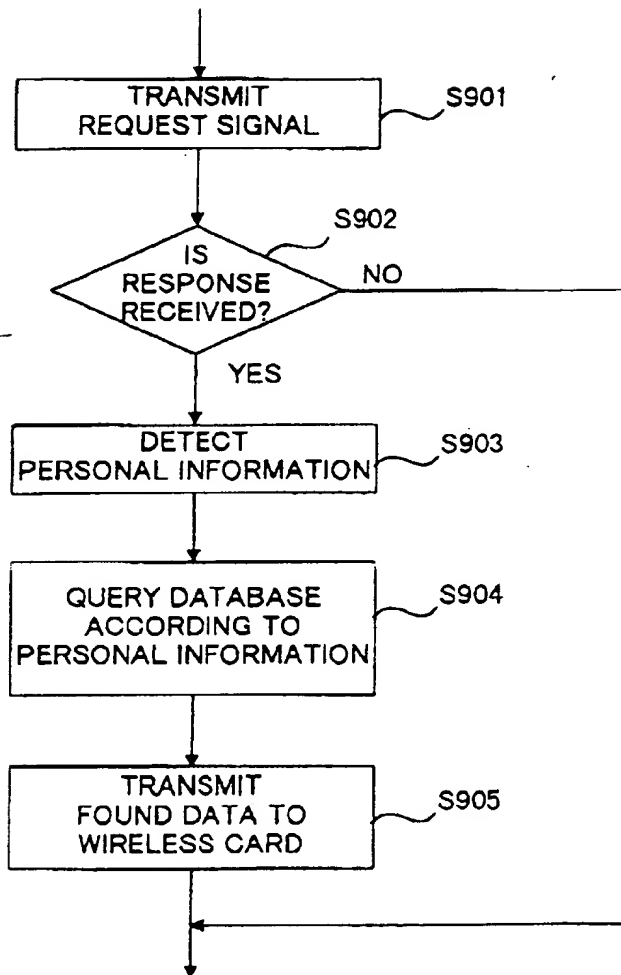 TRANSMIT
REQUEST SIGNAL
S901
S902
IS
RESPONSE
RECEIVED?
NO
YES
DETECT
PERSONAL INFORMATION
S903
QUERY DATABASE
ACCORDING TO
PERSONAL INFORMATION
S904
TRANSMIT
FOUND DATA TO
WIRELESS CARD
S905